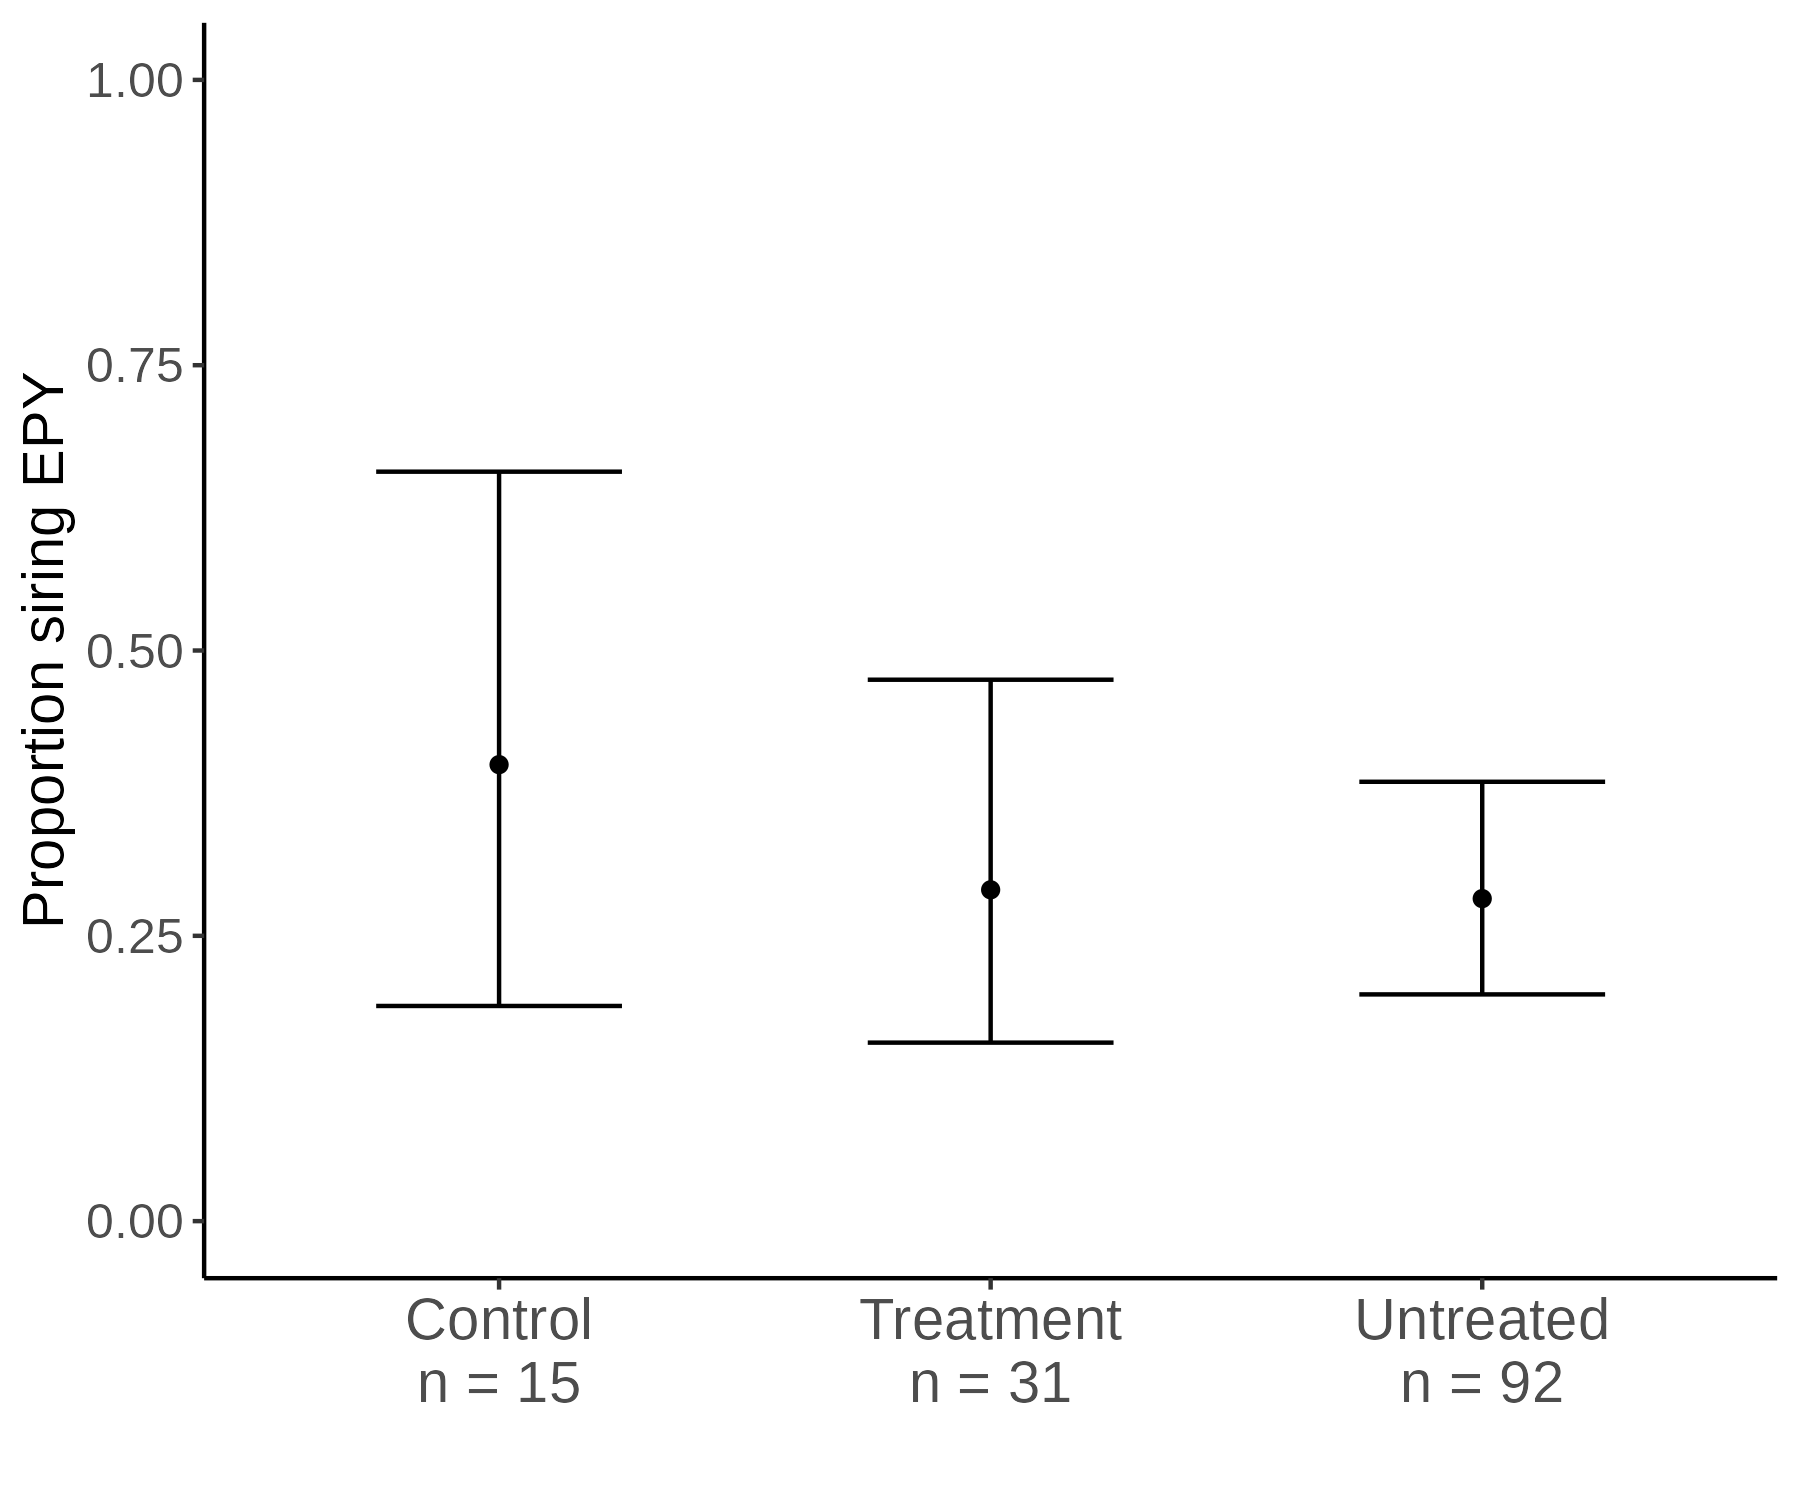 Proportion siring EPY
1.00
0.75
0.50
0.25
0.00
Control
n = 15
Treatment
n = 31
Untreated
n = 92